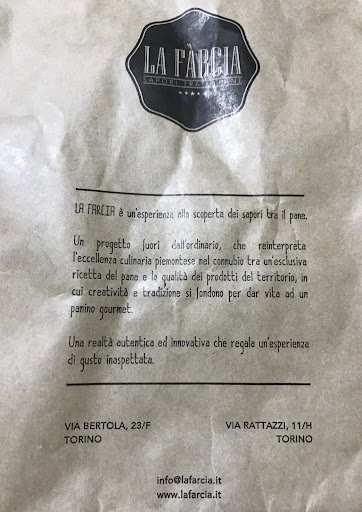 LA FÀRCIA
SAPORI TRA IL PANE
LA FARCIA è un'esperienza alla scoperta dei sapori tra il pane.
Un progetto fuori dall'ordinario, che reinterpreta
l'eccellenza culinaria piemontese nel connubio tra un'esclusiva
ricetta del pane e la qualità dei prodotti del territorio, in
cui creatività e tradizione si fondono per dar vita ad un
panino gourmet.
Una realtà autentica ed innovativa che regala un'esperienza
di gusto inaspettata.
VIA BERTOLA, 23/F VIA RATTAZZI, 11/H
TORINO TORINO
info@lafarcia.it
www.lafarcia.it